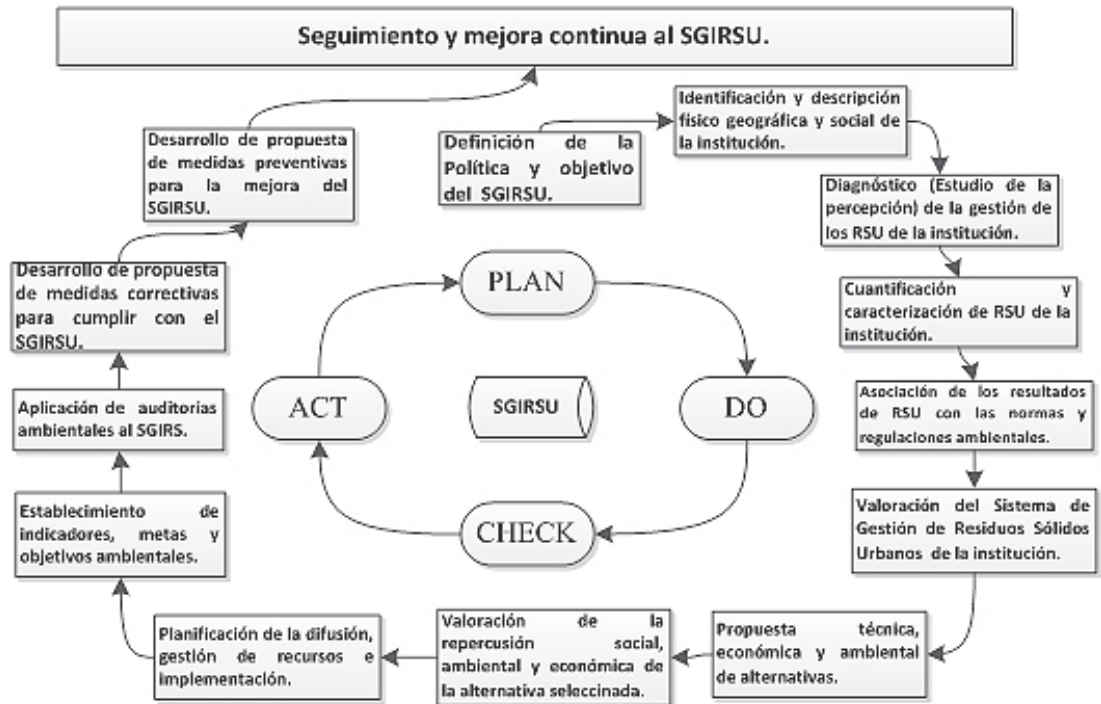 Seguimiento y mejora continua al SGIRSU.
Definición de la
Política y objetivo
del SGIRSU.
Identificación y descripción
físico geográfica y social de
la institución.
Diagnóstico (Estudio de la
percepción) de la gestión de
los RSU de la institución.
Cuantificación y
caracterización de RSU de la
institución.
Asociación de los resultados
de RSU con las normas y
regulaciones ambientales.
Valoración del Sistema de
Gestión de Residuos Sólidos
Urbanos de la institución.
Propuesta técnica,
económica y ambiental
de alternativas.
Valoración de la
repercusión social,
ambiental y económica de
la alternativa seleccinada.
Planificación de la difusión,
gestión de recursos e
implementación.
Establecimiento de
indicadores, metas y
objetivos ambientales.
Aplicación de auditorias
ambientales al SGIRS.
Desarrollo de propuesta
de medidas correctivas
para cumplir con el
SGIRSU.
Desarrollo de propuesta
de medidas preventivas
para la mejora del
SGIRSU.
PLAN
DO
CHECK
ACT
SGIRSU